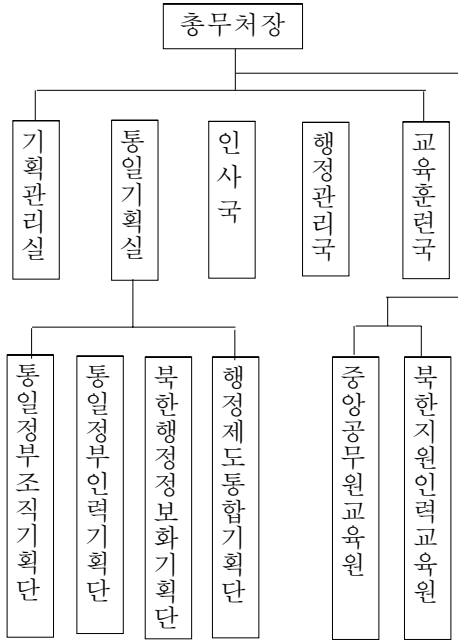 총무처장
기획관리실
통일기획실
인사국
행정관리국
교육훈련국
통일정부조직기획단
통일정부인력기획단
북한행정정보화기획단
행정제도통합기획단
중앙공무원교육원
북한지원인력교육원